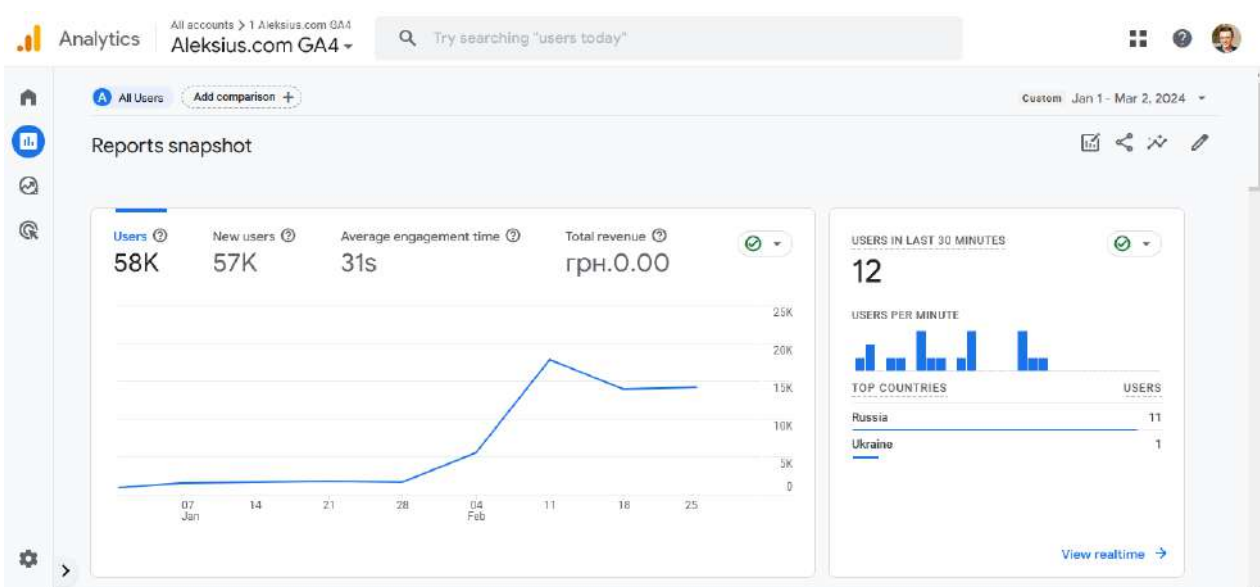 All accounts > 1 Aleksius.com GA4
Analytics
Aleksius.com GA4
Try searching "users today"
A All Users
Add comparison +
Custom Jan 1 - Mar 2, 2024
Reports snapshot
Users
New users
Average engagement time
Total revenue
58K
57K
31s
грн.0.00
25K
20K
15K
10K
5K
0
07 14 21 28 04 11 18 25
Jan Feb
USERS IN LAST 30 MINUTES
12
USERS PER MINUTE
TOP COUNTRIES USERS
Russia 11
Ukraine 1
View realtime →